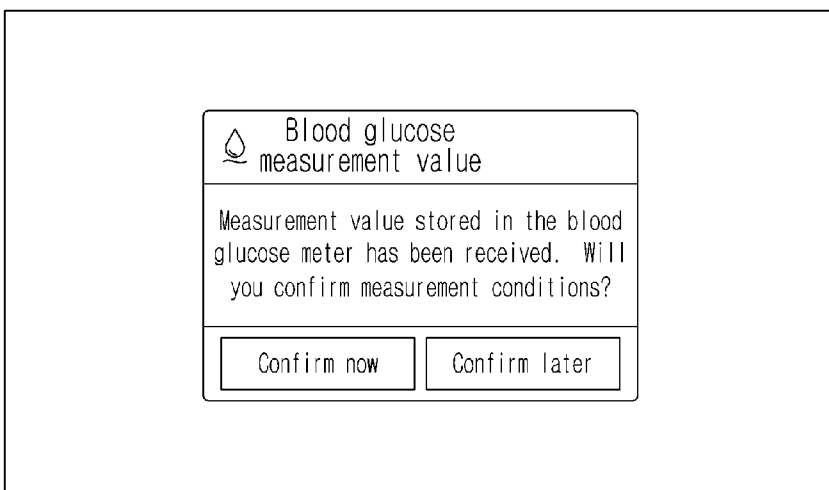 Blood glucose
measurement value
Measurement value stored in the blood
glucose meter has been received. Will
you confirm measurement conditions?
Confirm now
Confirm later